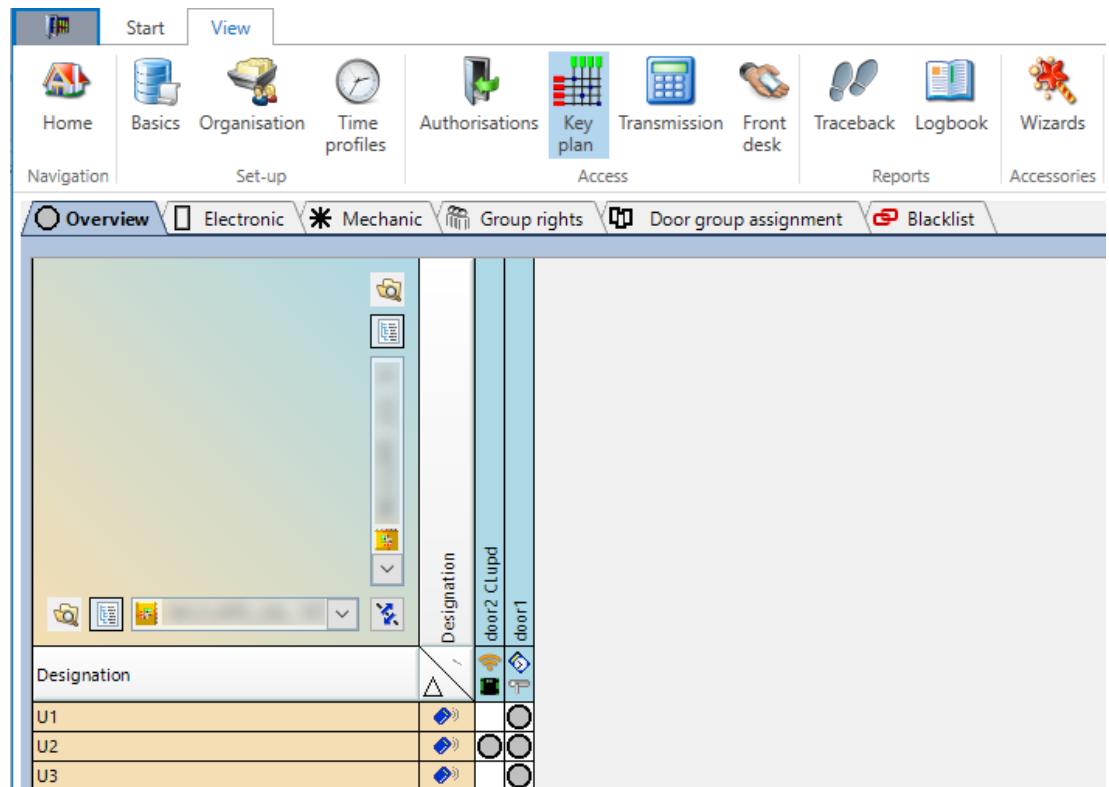 Start View
Home Basics Organisation Time profiles Authorisations Key plan Transmission Front desk Traceback Logbook Wizards
Navigation Set-up Access Reports Accessories
Overview Electronic Mechanic Group rights Door group assignment Blacklist
Designation
door2 CLupd
door1
Designation
U1
U2
U3